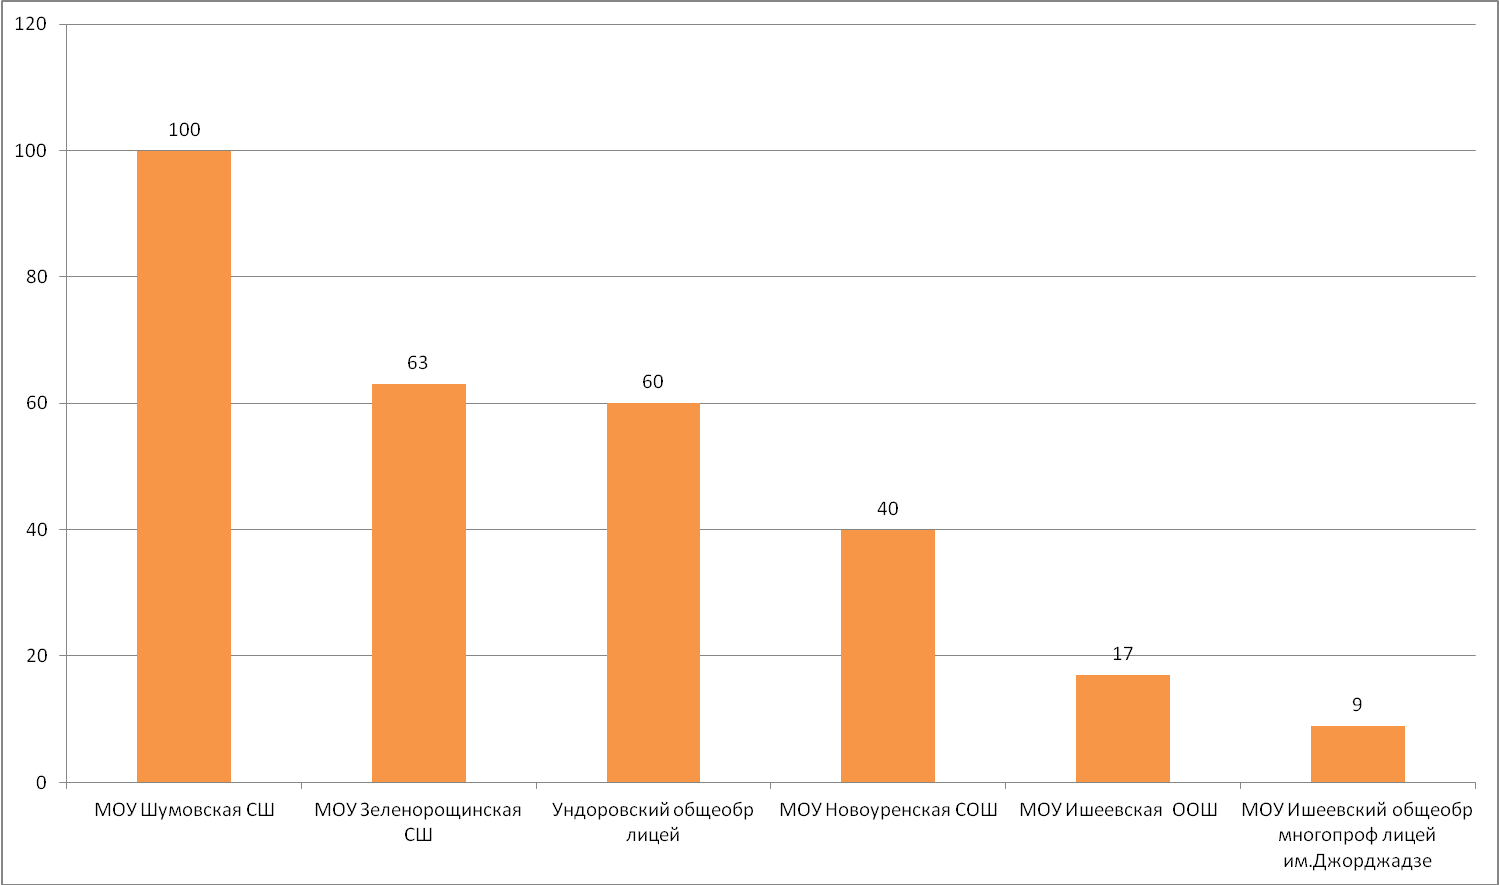 120
100
80
60
40
20
0
100
63
60
40
17
9
МОУ Шумовская СШ
МОУ Зеленорощинская
СШ
Ундоровский общеобр
лицей
МОУ Новоуренская СОШ
МОУ Ишеевская  ООШ
МОУ Ишеевский общеобр
многопроф лицей
им.Джорджадзе